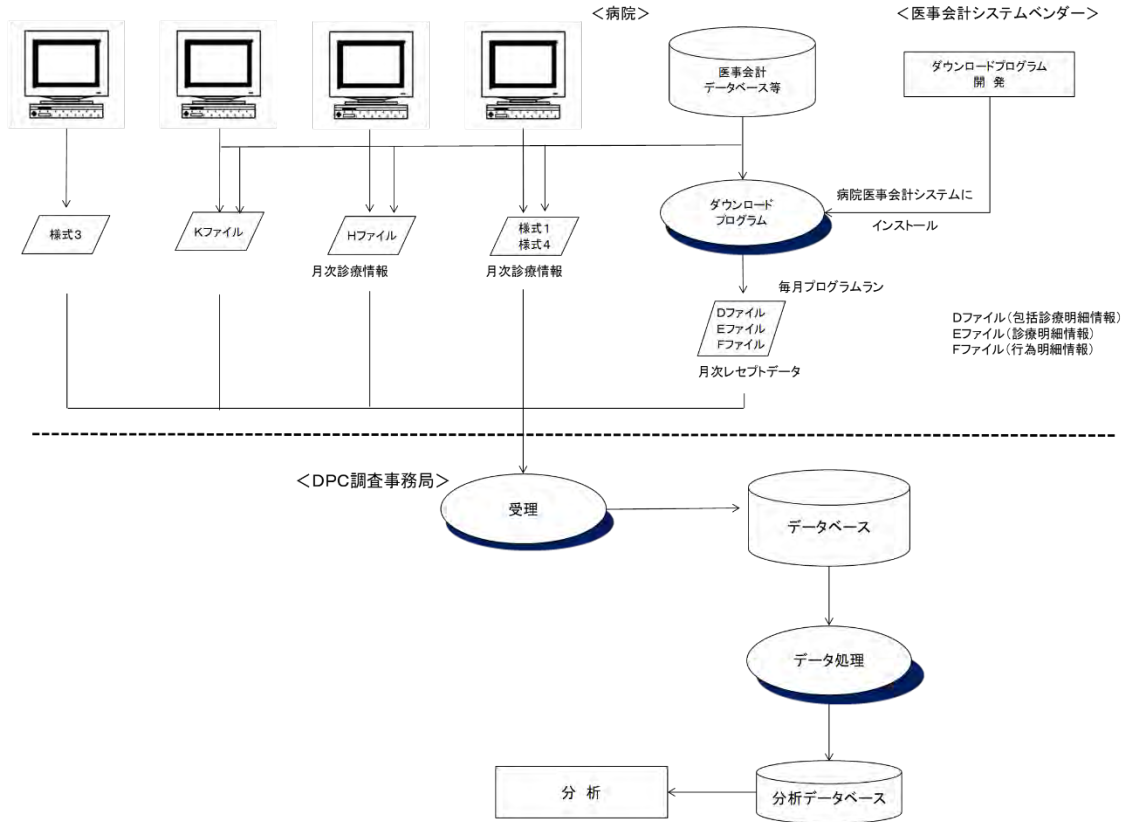 ＜病院＞
＜医事会計システムベンダー＞
医事会計
データベース等
ダウンロードプログラム
開 発
様式3
Kファイル
Hファイル
月次診療情報
様式1
様式4
月次診療情報
ダウンロード
プログラム
病院医事会計システムに
インストール
毎月プログラムラン
Dファイル
Eファイル
Fファイル
月次レセプトデータ
Dファイル(包括診療明細情報)
Eファイル(診療明細情報)
Fファイル(行為明細情報)
＜DPC調査事務局＞
受理
データベース
データ処理
分 析
分析データベース